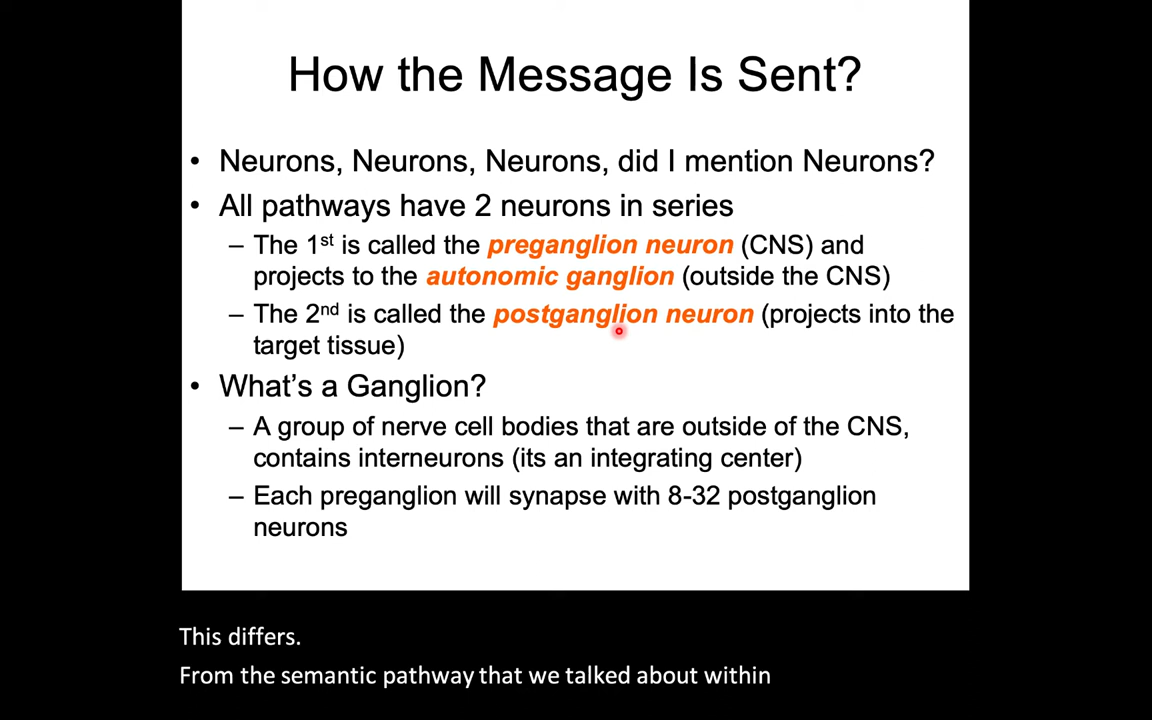 How the Message Is Sent?
• Neurons, Neurons, Neurons, did I mention Neurons?
• All pathways have 2 neurons in series
– The 1st is called the preganglion neuron (CNS) and
projects to the autonomic ganglion (outside the CNS)
– The 2nd is called the postganglion neuron (projects into the
target tissue)
• What's a Ganglion?
– A group of nerve cell bodies that are outside of the CNS,
contains interneurons (its an integrating center)
– Each preganglion will synapse with 8-32 postganglion
neurons
This differs.
From the semantic pathway that we talked about within